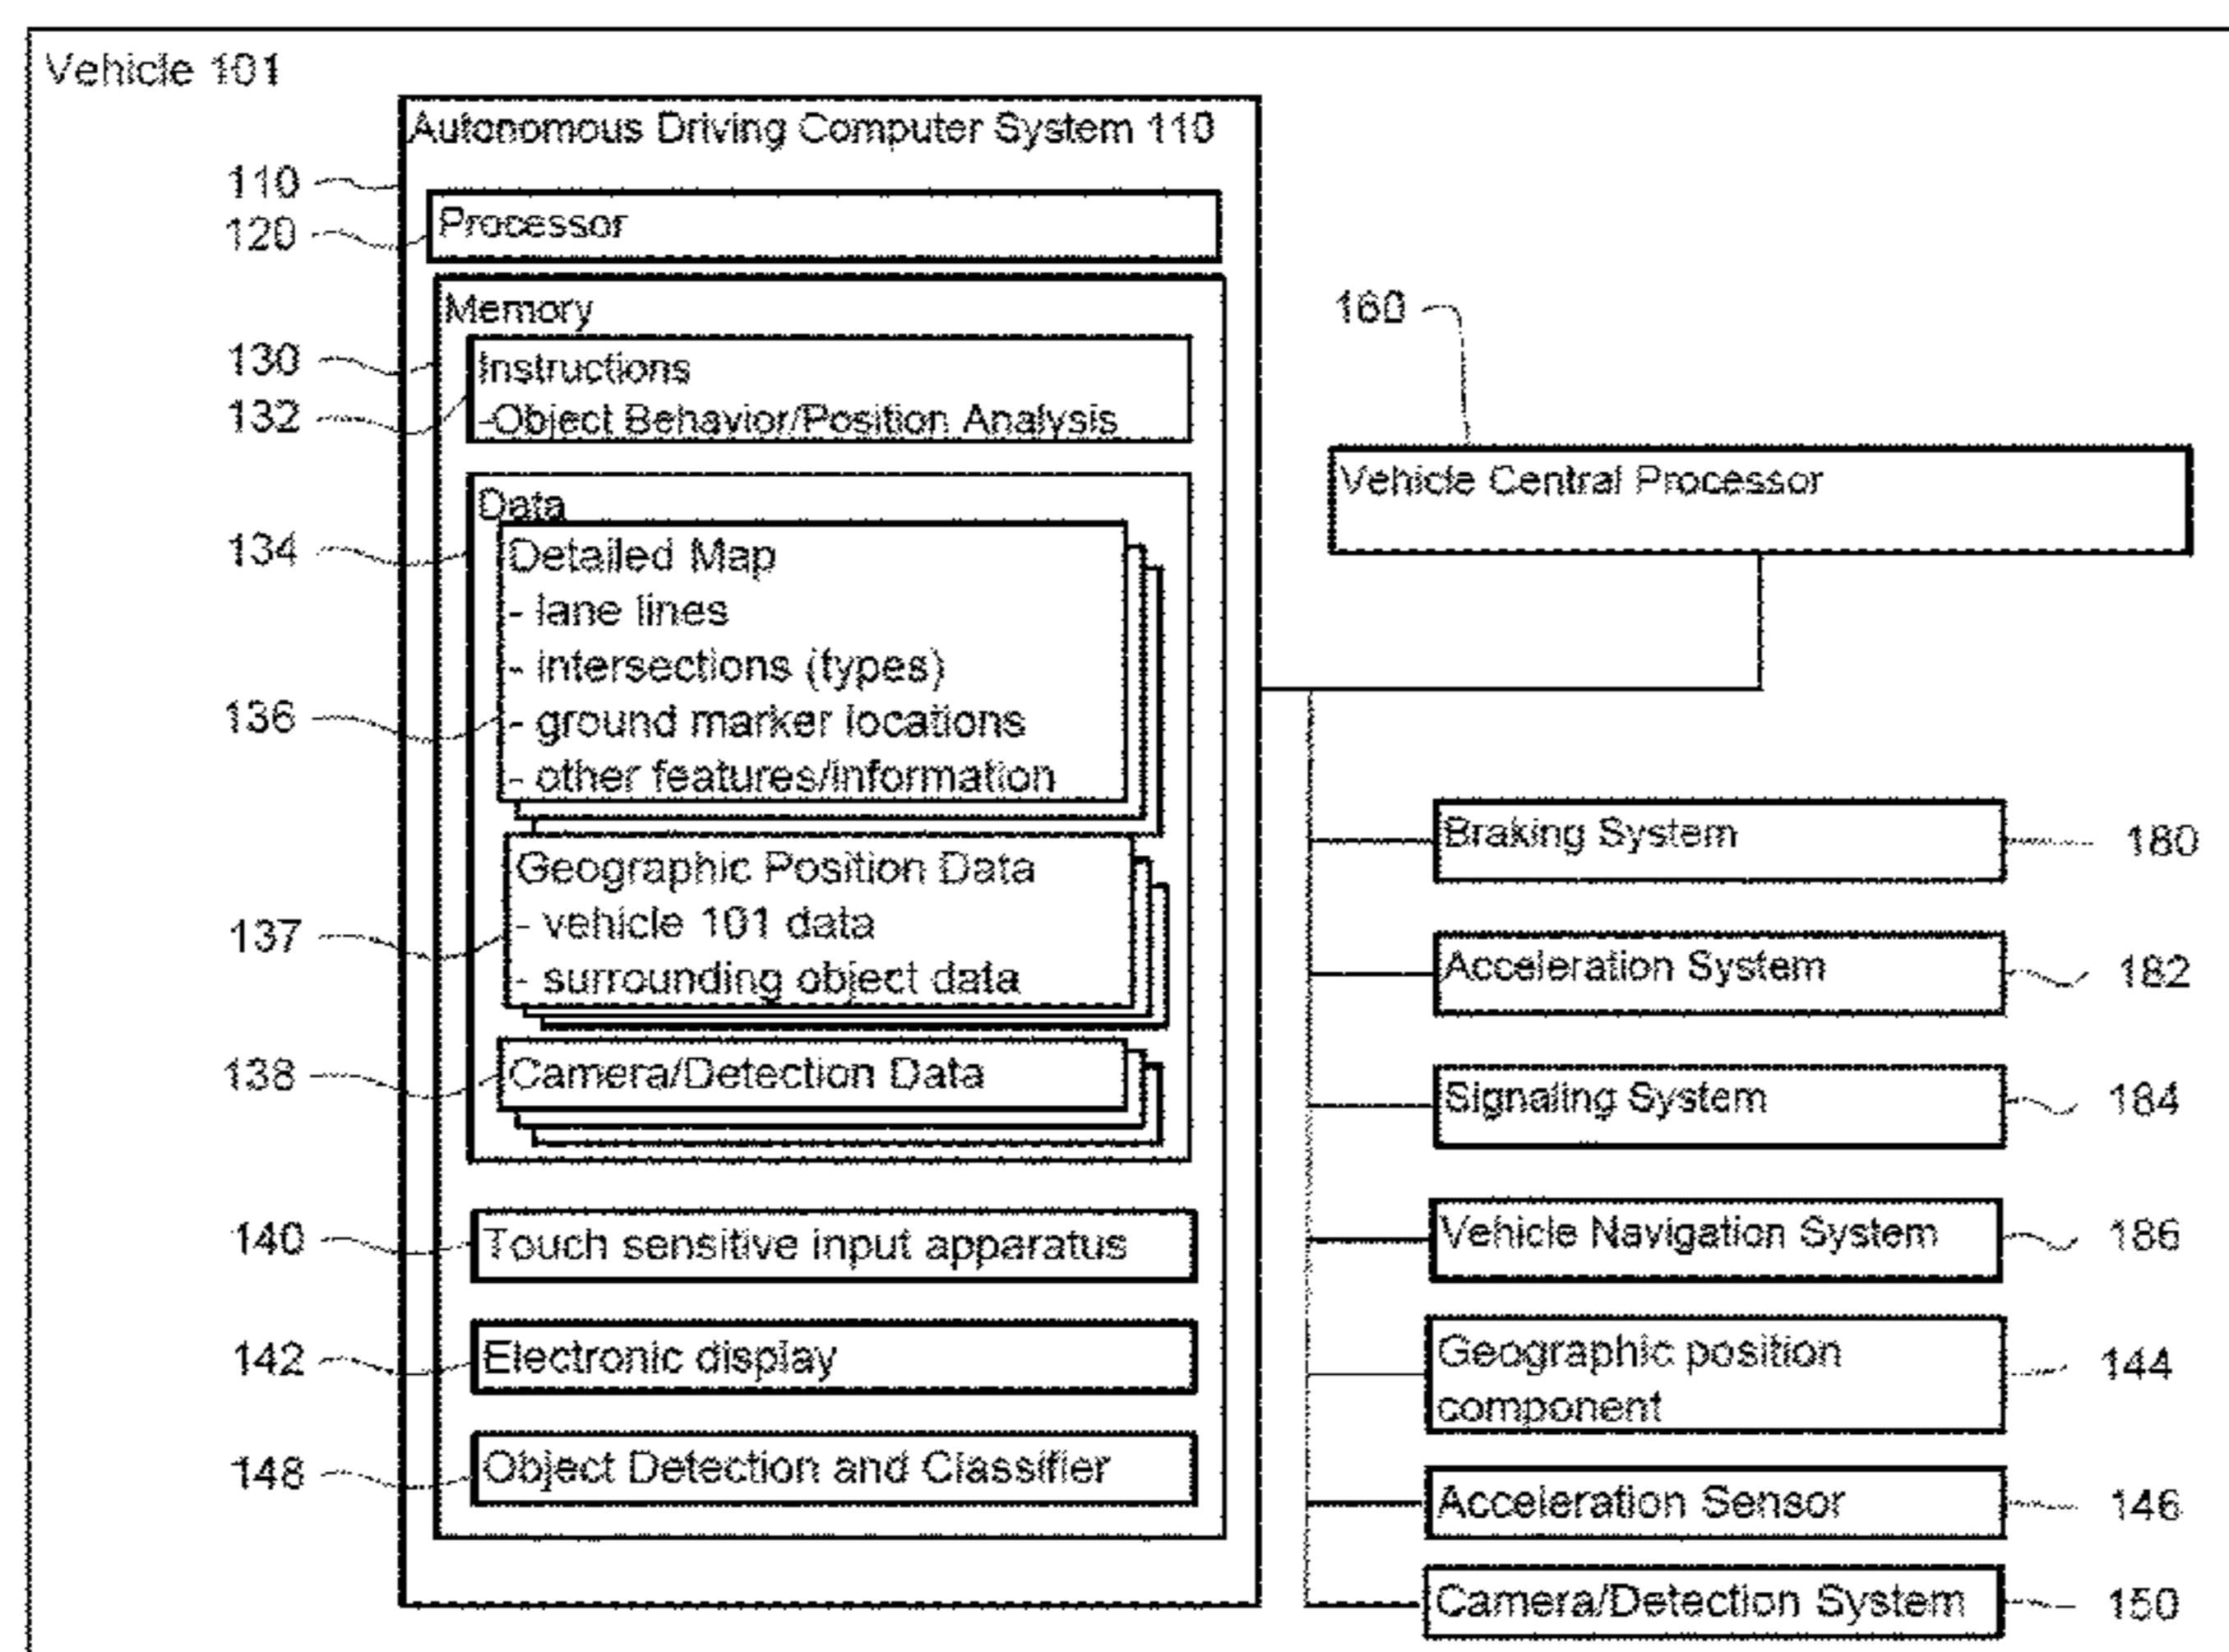 Vehicle 101
Autonomous Driving Computer System 110
110
Processor
120
Memory
130
Instructions
132
-Object Behavior/Position Analysis
Data
134
Detailed Map
- lane lines
- intersections (types)
136
- ground marker locations
- other features/information
Geographic Position Data
137
- vehicle 101 data
- surrounding object data
138
Camera/Detection Data
140
Touch sensitive input apparatus
142
Electronic display
148
Object Detection and Classifier
160
Vehicle Central Processor
Braking System
180
Acceleration System
182
Signaling System
184
Vehicle Navigation System
186
Geographic position
component
144
Acceleration Sensor
146
Camera/Detection System
150